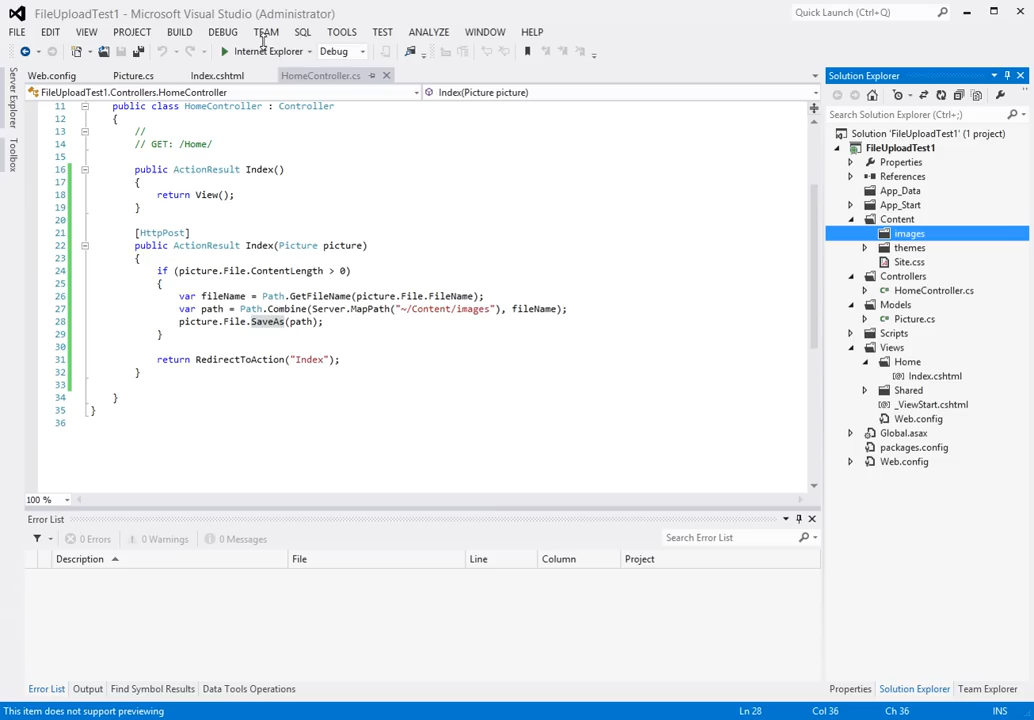 FileUploadTest1 - Microsoft Visual Studio (Administrator)
Quick Launch (Ctrl+Q)
FILE EDIT VIEW PROJECT BUILD DEBUG TEAM SQL TOOLS TEST ANALYZE WINDOW HELP
Internet Explorer Debug
Server Explorer
Toolbox
Web.config Picture.cs Index.cshtml HomeController.cs
FileUploadTest1.Controllers.HomeController Index(Picture picture)
11 public class HomeController : Controller
12 {
13 //
14 // GET: /Home/
15
16 public ActionResult Index()
17 {
18 return View();
19 }
20
21 [HttpPost]
22 public ActionResult Index(Picture picture)
23 {
24 if (picture.File.ContentLength > 0)
25 {
26 var fileName = Path.GetFileName(picture.File.FileName);
27 var path = Path.Combine(Server.MapPath("~/Content/images"), fileName);
28 picture.File.SaveAs(path);
29 }
30
31 return RedirectToAction("Index");
32 }
33
34 }
35 }
36
100 %
Solution Explorer
Search Solution Explorer (Ctrl+;)
Solution 'FileUploadTest1' (1 project)
FileUploadTest1
Properties
References
App_Data
App_Start
Content
images
themes
Site.css
Controllers
HomeController.cs
Models
Picture.cs
Scripts
Views
Home
Index.cshtml
Shared
_ViewStart.cshtml
Web.config
Global.asax
packages.config
Web.config
Error List
0 Errors 0 Warnings 0 Messages Search Error List
Description File Line Column Project
Error List Output Find Symbol Results Data Tools Operations
Properties Solution Explorer Team Explorer
This item does not support previewing Ln 28 Col 36 Ch 36 INS